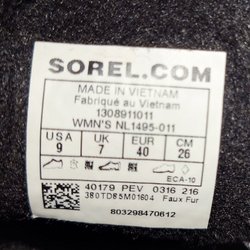 SOREL.COM
MADE IN VIETNAM
Fabriqué au Vietnam
1308911011
WMN'S NL1495-011
USA UK EUR CM
9 7 40 26
ECA-10
40179 PEV 0316 216
380TD85M01604 Faux Fur
803298470612